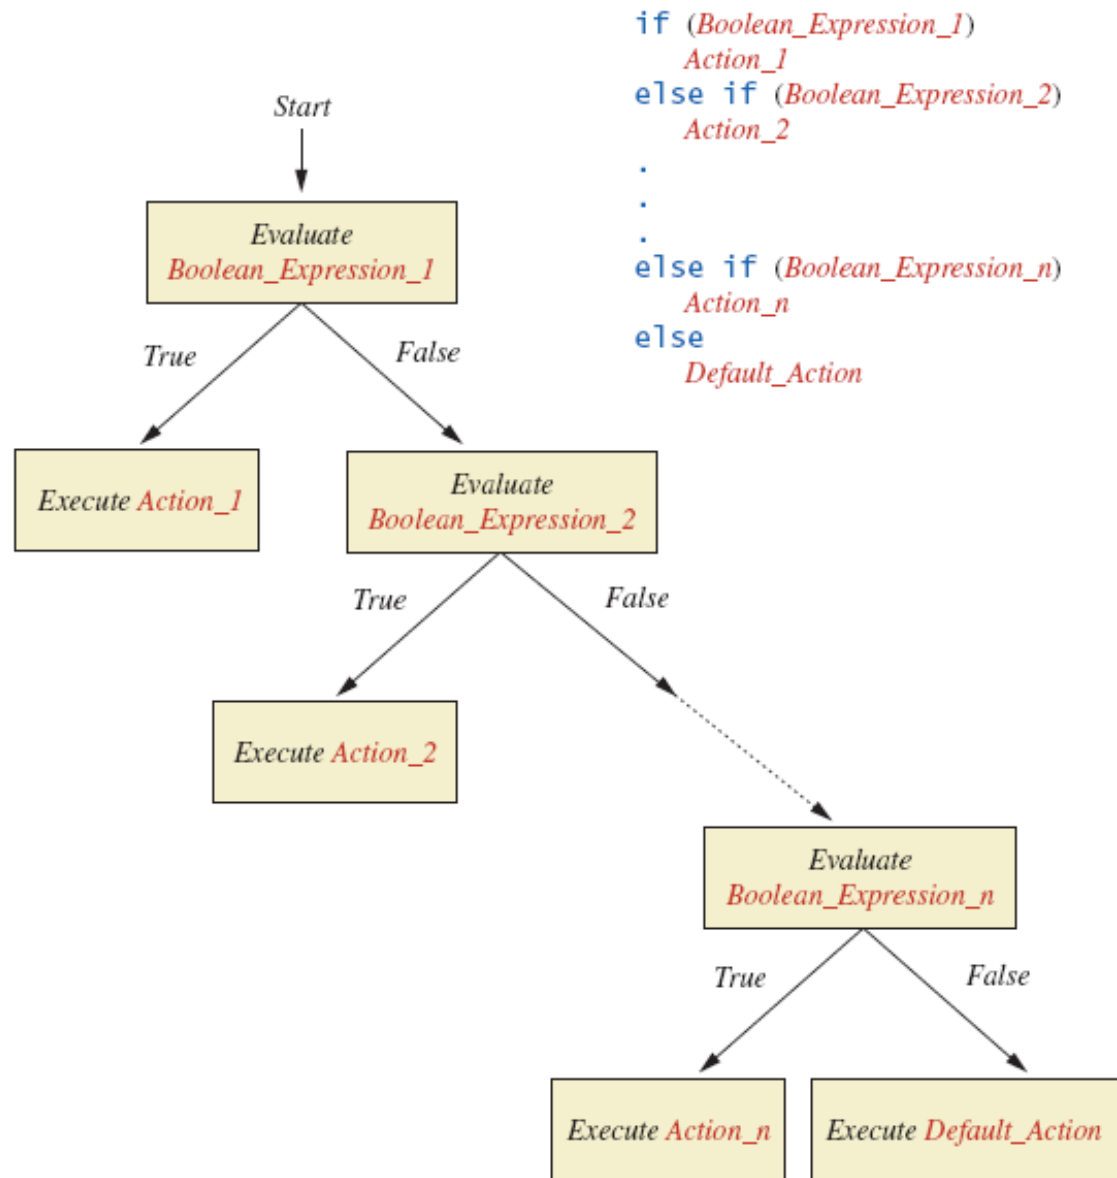 if (Boolean_Expression_1)
Action_1
else if (Boolean_Expression_2)
Action_2
.
.
.
else if (Boolean_Expression_n)
Action_n
else
Default_Action
Start
Evaluate
Boolean_Expression_1
True
False
Execute Action_1
Evaluate
Boolean_Expression_2
True
False
Execute Action_2
Evaluate
Boolean_Expression_n
True
False
Execute Action_n
Execute Default_Action